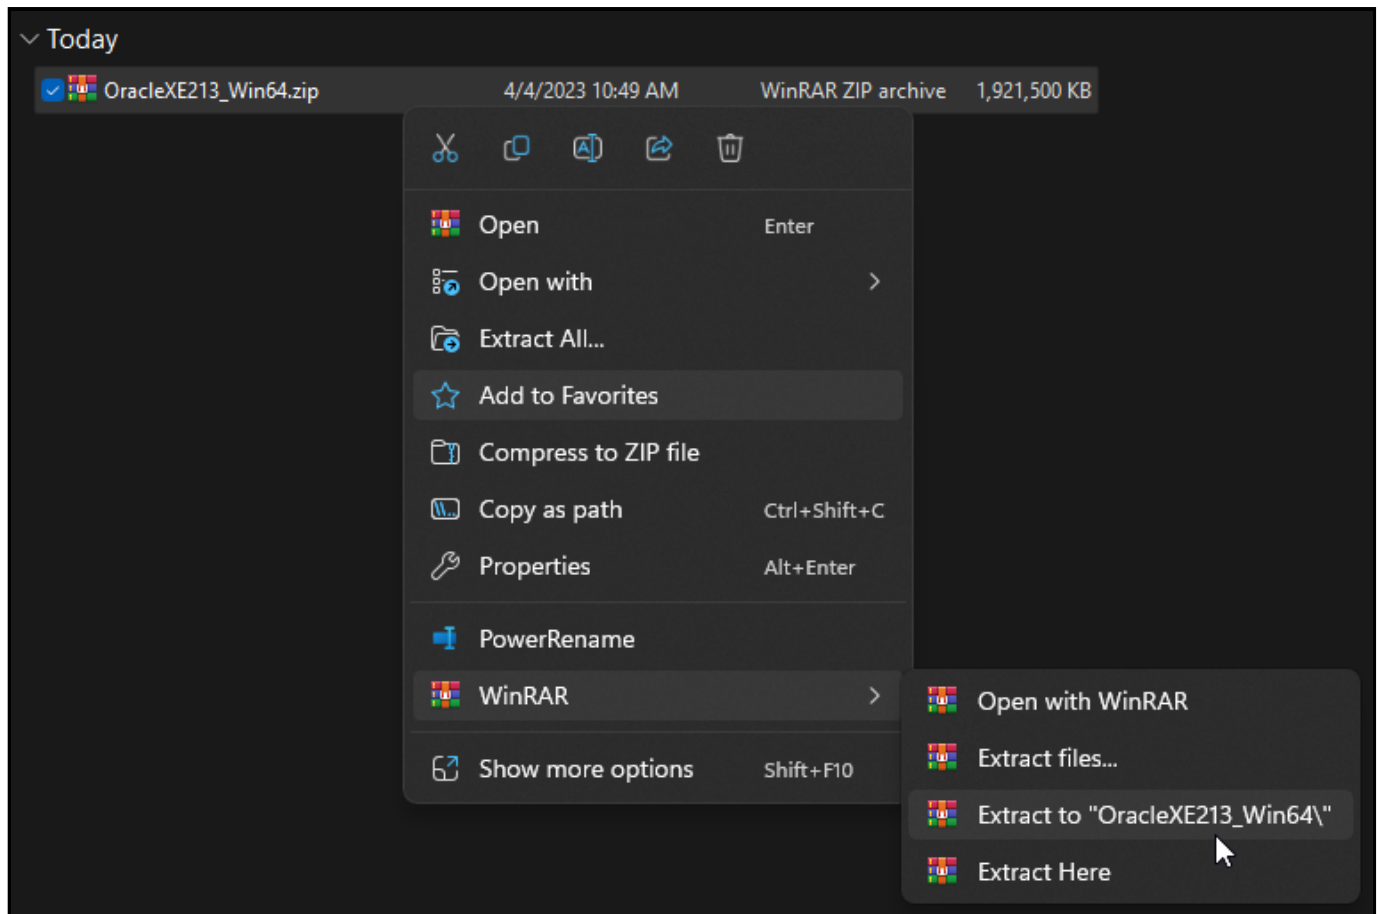 Today
OracleXE213_Win64.zip 4/4/2023 10:49 AM WinRAR ZIP archive 1,921,500 KB
Open Enter
Open with
Extract All...
Add to Favorites
Compress to ZIP file
Copy as path Ctrl+Shift+C
Properties Alt+Enter
PowerRename
WinRAR
Show more options Shift+F10
Open with WinRAR
Extract files...
Extract to "OracleXE213_Win64\"
Extract Here